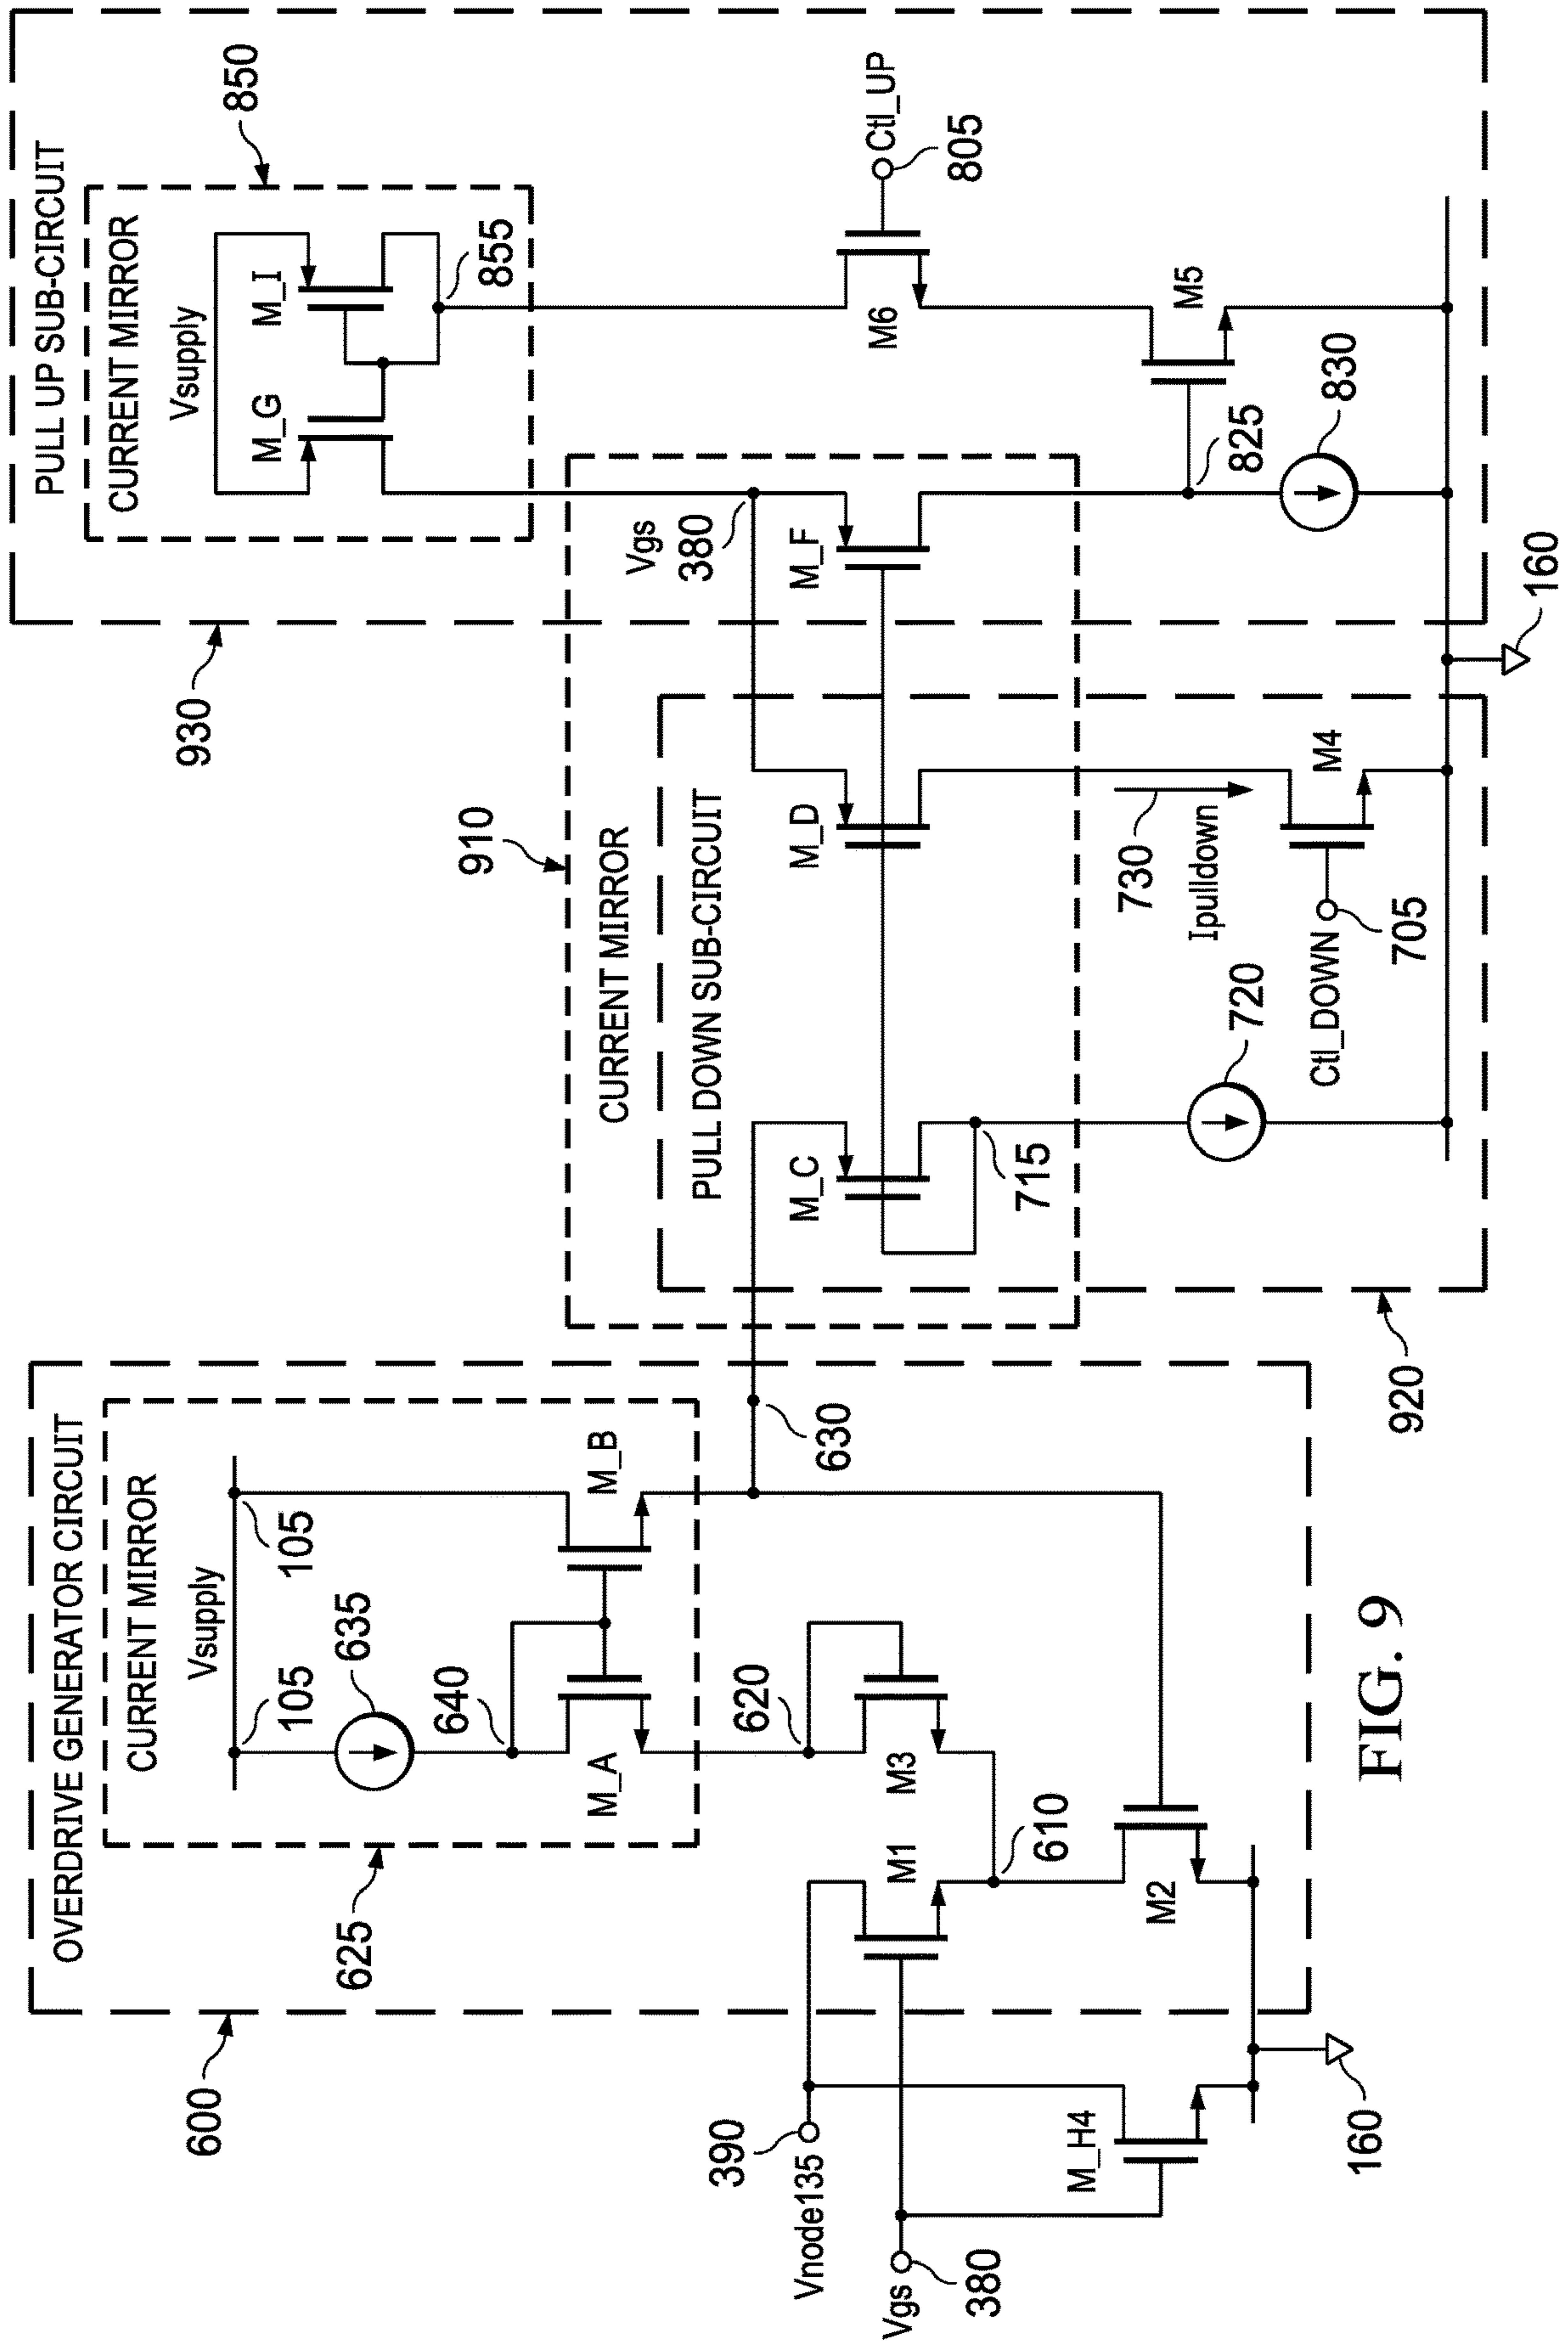 OVERDRIVE GENERATOR CIRCUIT
CURRENT MIRROR
Vsupply
105
105
635
640
M_A
M_B
625
600
620
M3
M1
610
M2
630
390
Vnode135
Vgs
380
M_H4
160
910
CURRENT MIRROR
PULL DOWN SUB-CIRCUIT
M_C
715
720
M_D
730
Ipulldown
M4
Ctl_DOWN
705
920
160
930
PULL UP SUB-CIRCUIT
CURRENT MIRROR
850
Vsupply
M_G
M_I
855
Vgs
380
M_F
M6
Ctl_UP
805
M5
825
830
FIG. 9